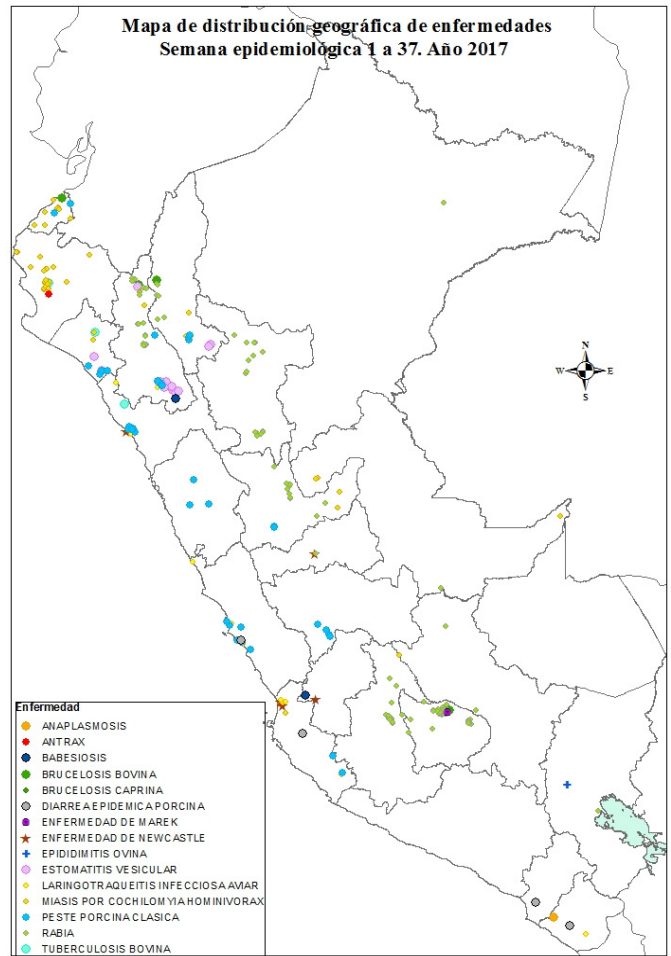 Mapa de distribución geográfica de enfermedades
Semana epidemiológica 1 a 37. Año 2017
N
W E
S
Enfermedad
ANAPLASMOSIS
ANTRAX
BABESIOSIS
BRUCELOSIS BOVINA
BRUCELOSIS CAPRINA
DIARREA EPIDEMICA PORCINA
ENFERMEDAD DE MAREK
ENFERMEDAD DE NEWCASTLE
EPIDIDIMITIS OVINA
ESTOMATITIS VESICULAR
LARINGOTRAQUEITIS INFECCIOSA AVIAR
MIASIS POR COCHILOMYIA HOMINIVORAX
PESTE PORCINA CLASICA
RABIA
TUBERCULOSIS BOVINA